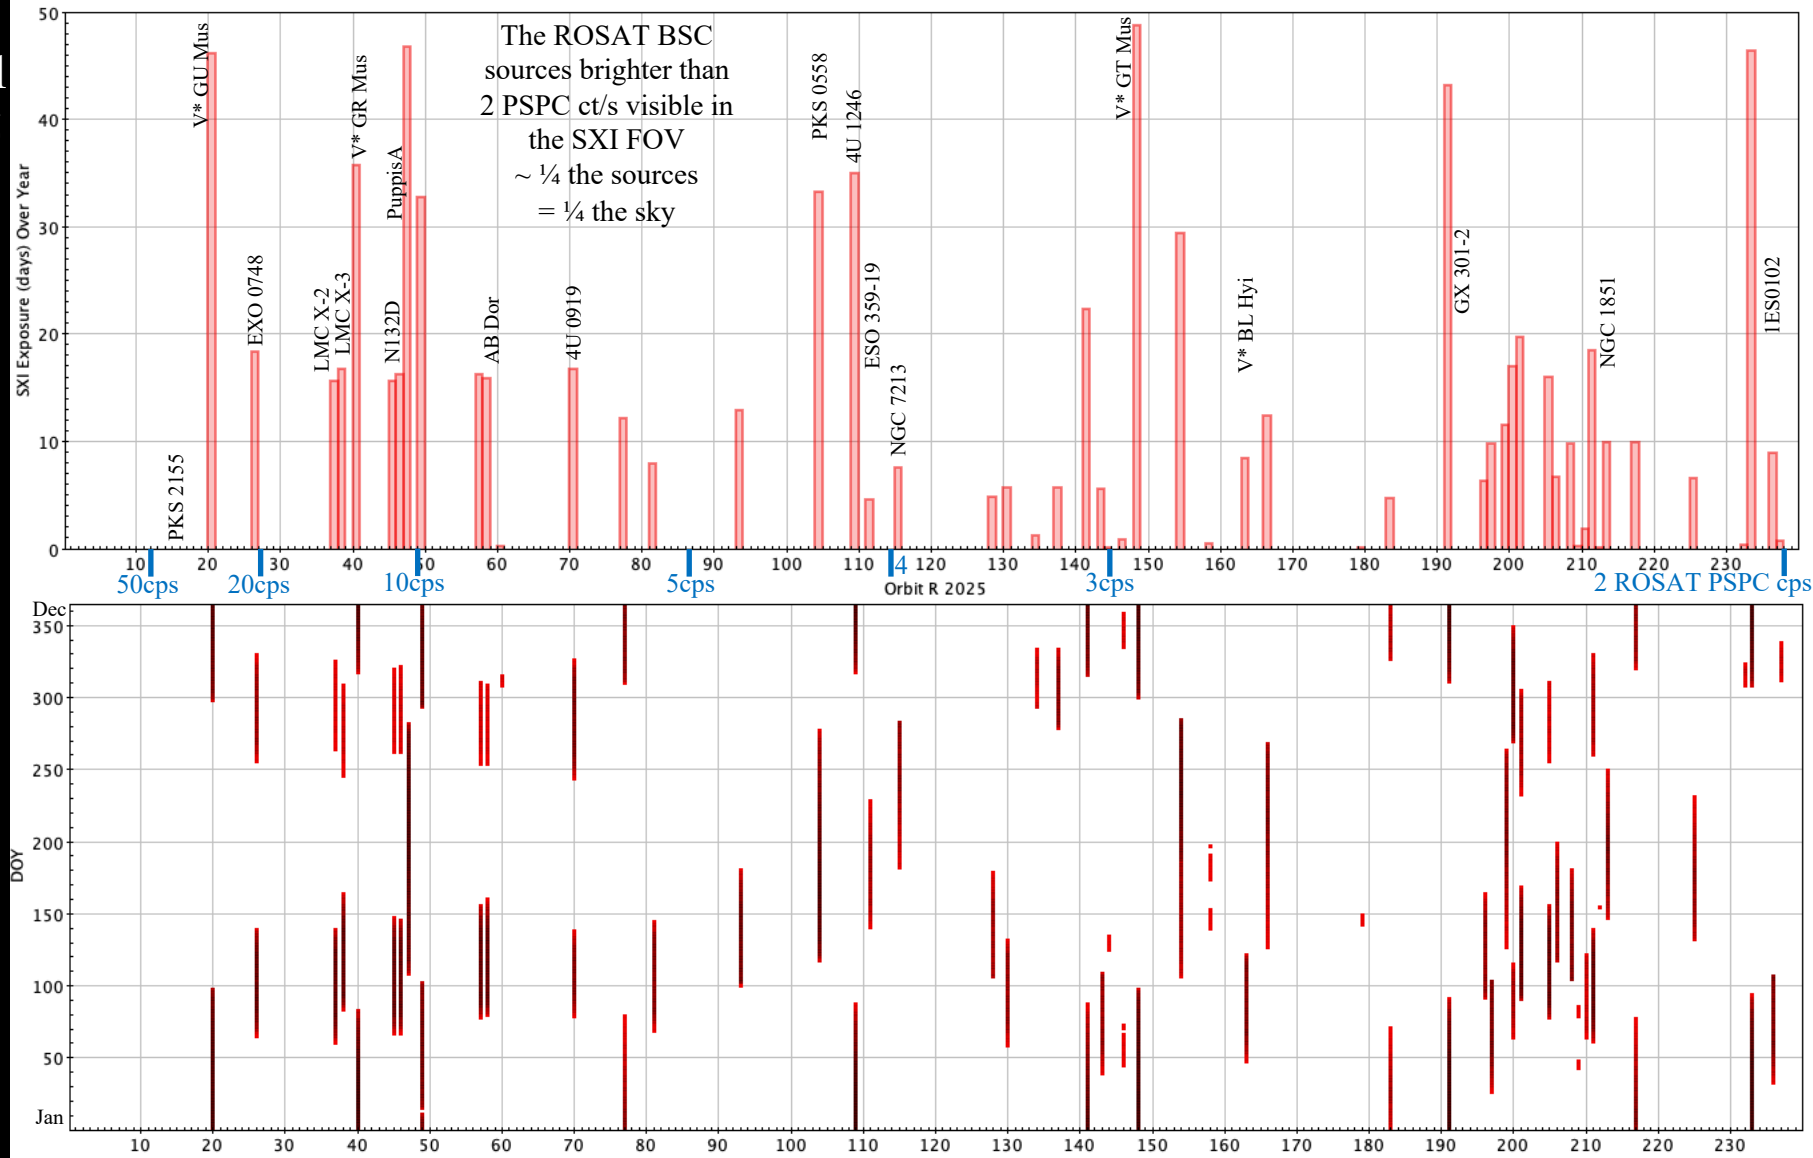 1
50
40
30
20
10
0
SXI Exposure (days) Over Year
The ROSAT BSC
sources brighter than
2 PSPC ct/s visible in
the SXI FOV
~ ¼ the sources
= ¼ the sky
PKS 2155
V* GU Mus
EXO 0748
LMC X-2
LMC X-3
V* GR Mus
N132D
PuppisA
AB Dor
4U 0919
PKS 0558
4U 1246
ESO 359-19
NGC 7213
V* GT Mus
V* BL Hyi
GX 301-2
NGC 1851
1ES0102
10 20 30 40 50 60 70 80 90 100 110 120 130 140 150 160 170 180 190 200 210 220 230
50cps 20cps 10cps 5cps 4 3cps 2 ROSAT PSPC cps
Orbit R 2025
Dec
350
300
250
200
150
100
50
Jan
DOY
10 20 30 40 50 60 70 80 90 100 110 120 130 140 150 160 170 180 190 200 210 220 230